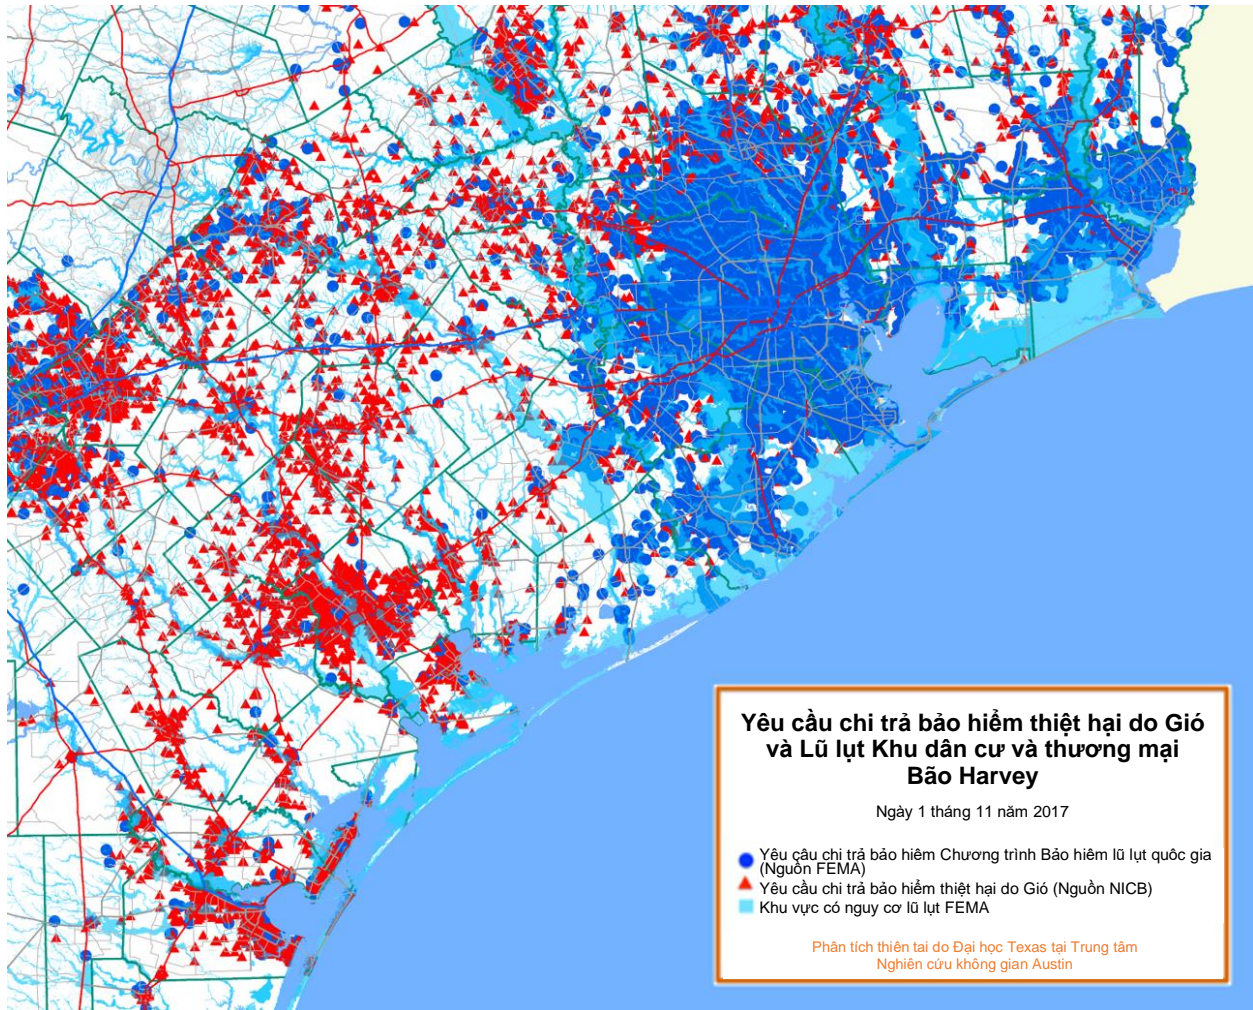 Yêu cầu chi trả bảo hiểm thiệt hại do Gió
và Lũ lụt Khu dân cư và thương mại
Bão Harvey
Ngày 1 tháng 11 năm 2017
Yêu cầu chi trả bảo hiểm Chương trình Bảo hiểm lũ lụt quốc gia
(Nguồn FEMA)
Yêu cầu chi trả bảo hiểm thiệt hại do Gió (Nguồn NICB)
Khu vực có nguy cơ lũ lụt FEMA
Phân tích thiên tai do Đại học Texas tại Trung tâm
Nghiên cứu không gian Austin